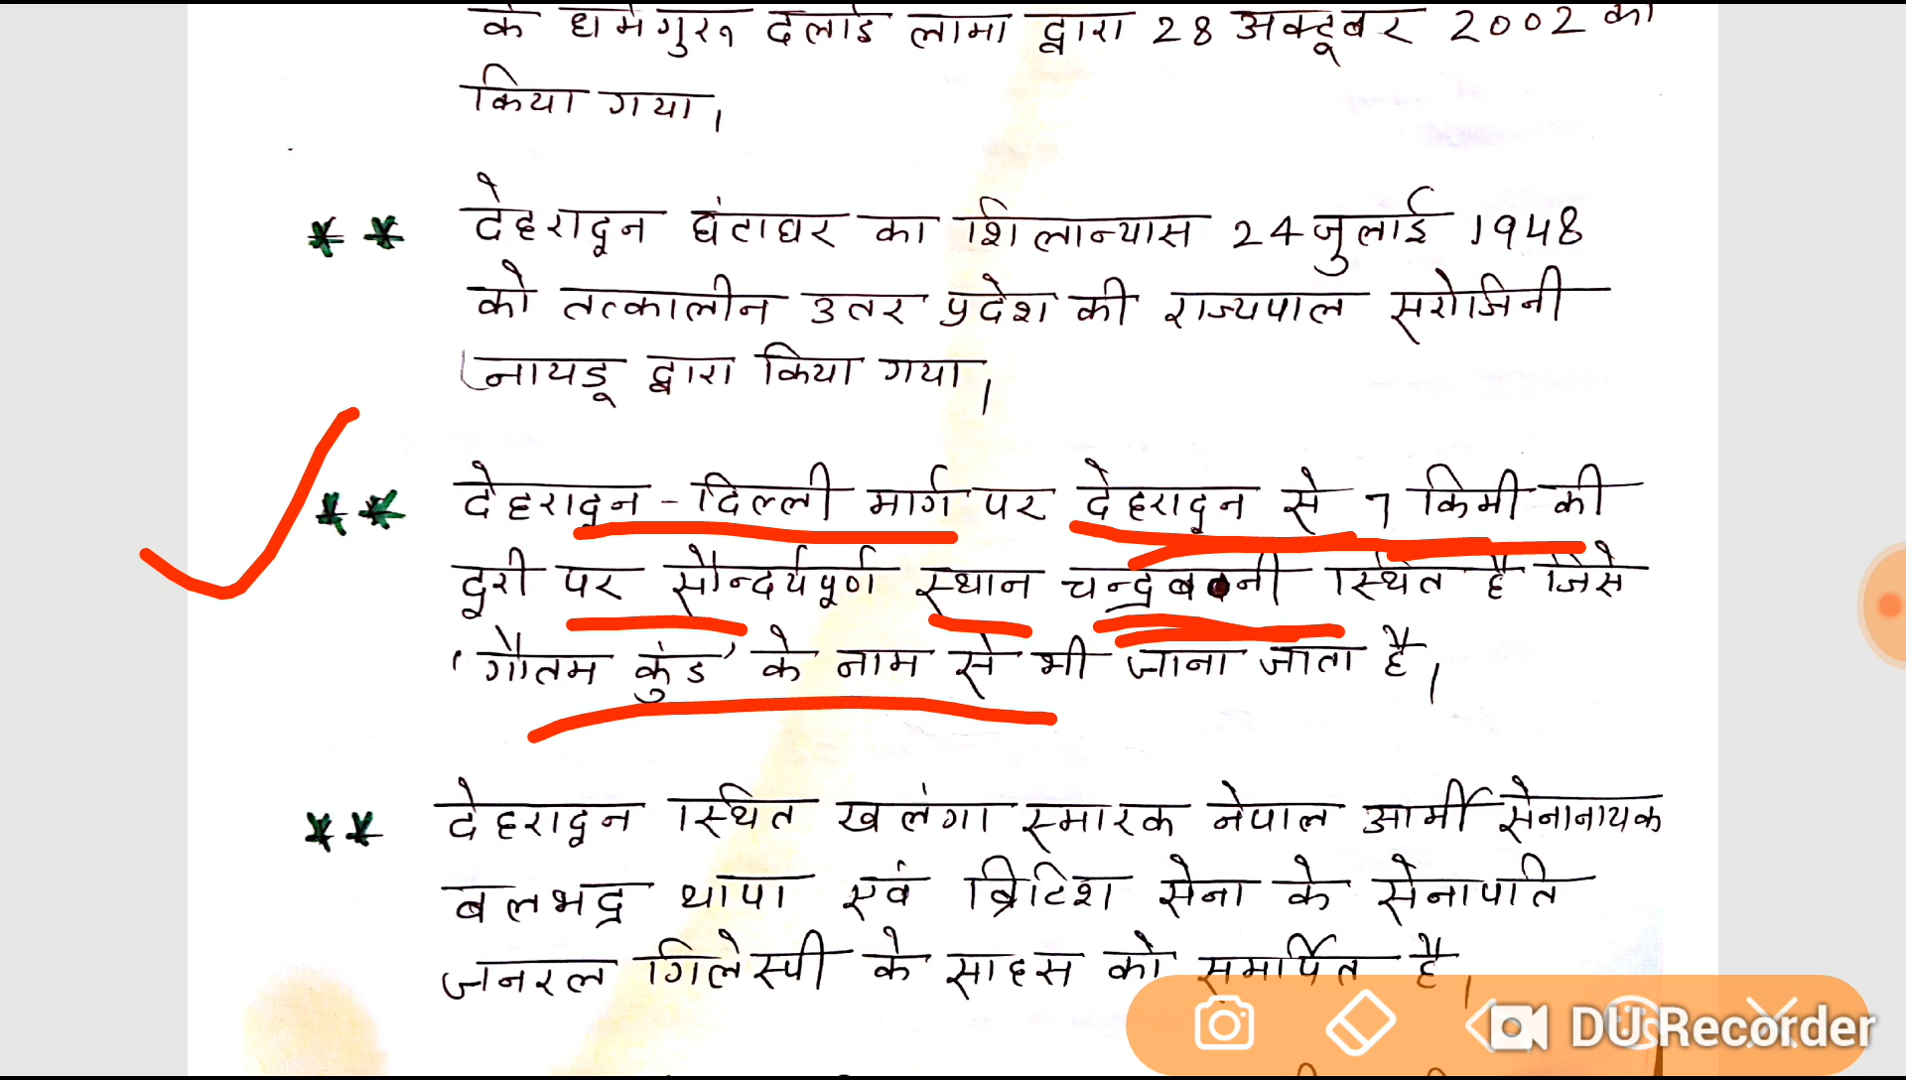 के धर्मगुरु दलाई लामा द्वारा 28 अक्टूबर 2002 को
किया गया।
** देहरादून घंटाघर का शिलान्यास 24 जुलाई 1948
को तत्कालीन उतर प्रदेश की राज्यपाल सरोजिनी
नायडू द्वारा किया गया।
** देहरादून - दिल्ली मार्ग पर देहरादून से 7 किमी की
दूरी पर सौन्दर्यपूर्ण स्थान चन्द्रबनी स्थित है जिसे
'गौतम कुंड' के नाम से भी जाना जाता है।
** देहरादून स्थित खलंगा स्मारक नेपाल आर्मी सेनानायक
बलभद्र थापा एवं ब्रिटिश सेना के सेनापति
जनरल गिलेस्पी के साहस को समर्पित है।
DU Recorder